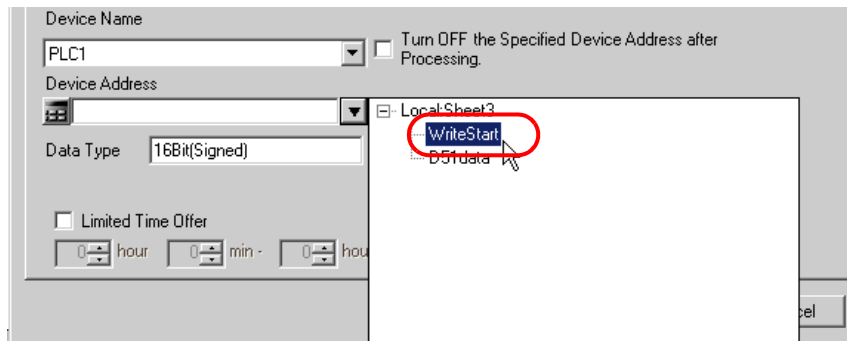 Device Name
PLC1
Turn OFF the Specified Device Address after
Processing.
Device Address
Local:Sheet3
WriteStart
D51data
Data Type 16Bit(Signed)
Limited Time Offer
0 hour 0 min - 0 hou
cel